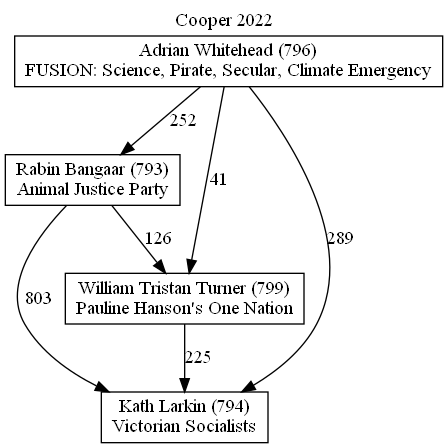 Cooper 2022
Adrian Whitehead (796)
FUSION: Science, Pirate, Secular, Climate Emergency
252
Rabin Bangaar (793)
Animal Justice Party
41
126
289
803
William Tristan Turner (799)
Pauline Hanson's One Nation
225
Kath Larkin (794)
Victorian Socialists